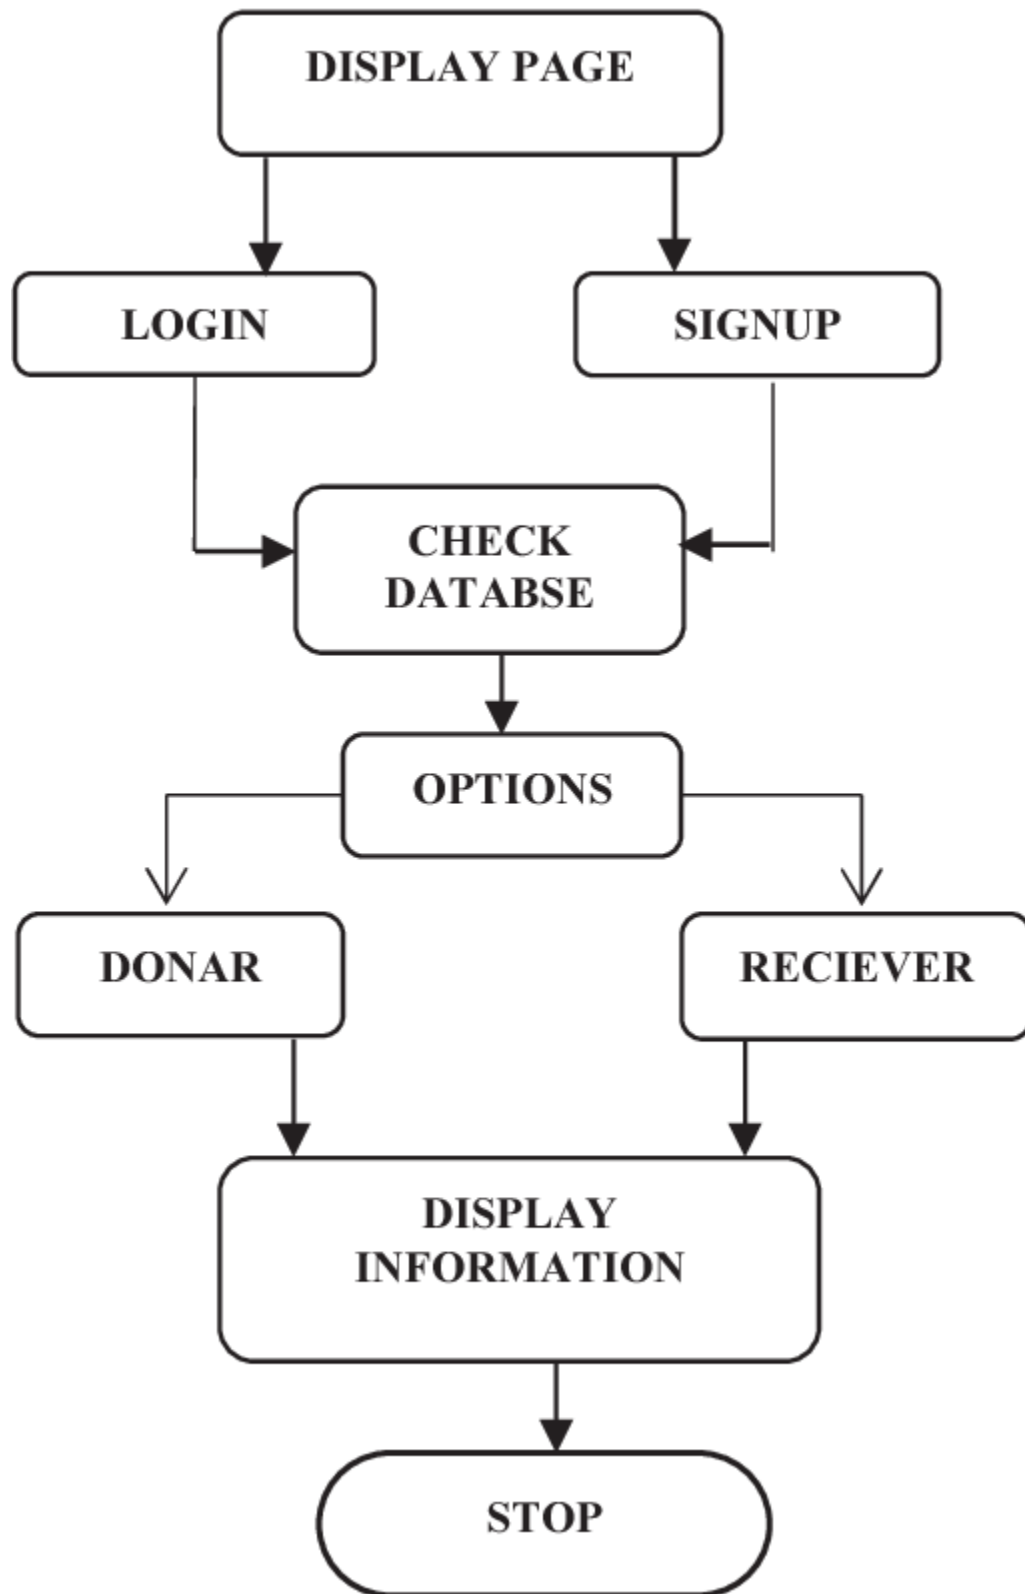 DISPLAY PAGE
LOGIN
SIGNUP
CHECK
DATABSE
OPTIONS
DONAR
RECIEVER
DISPLAY
INFORMATION
STOP